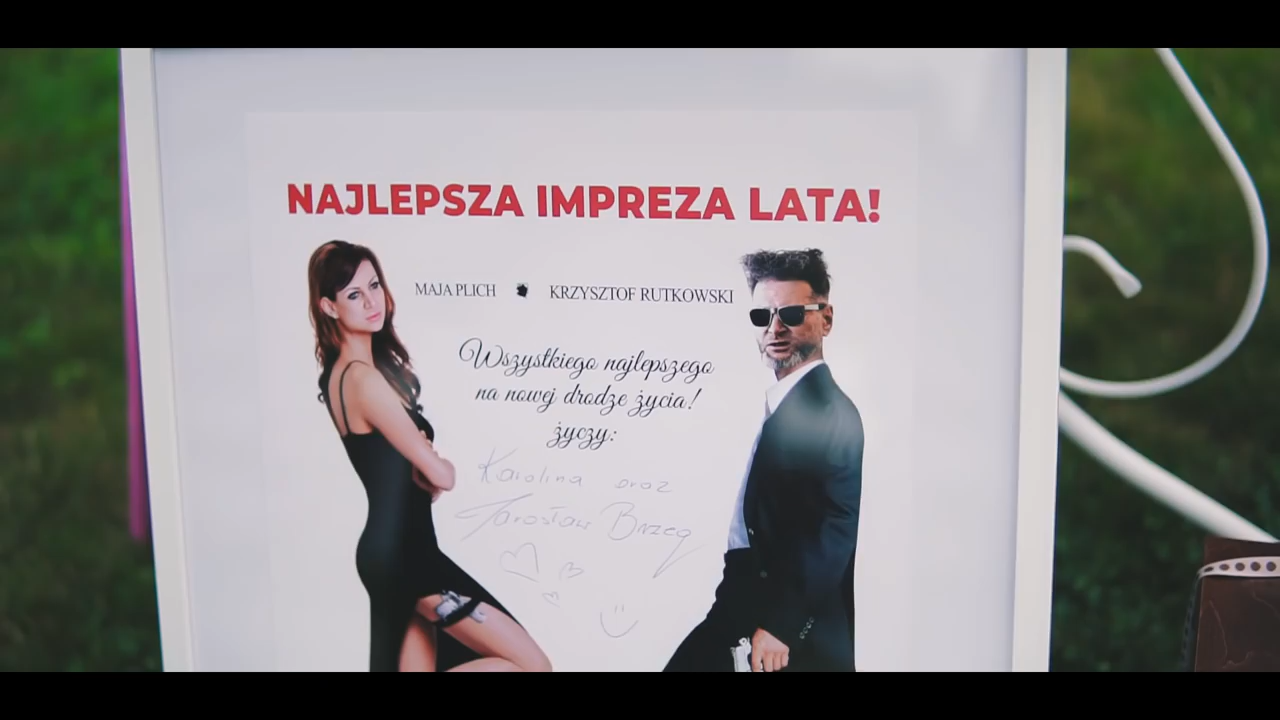 NAJLEPSZA IMPREZA LATA!
MAJA PLICH KRZYSZTOF RUTKOWSKI
Wszystkiego najlepszego
na nowej drodze życia!
życzy:
Karolina oraz
Jarosław Brzeg